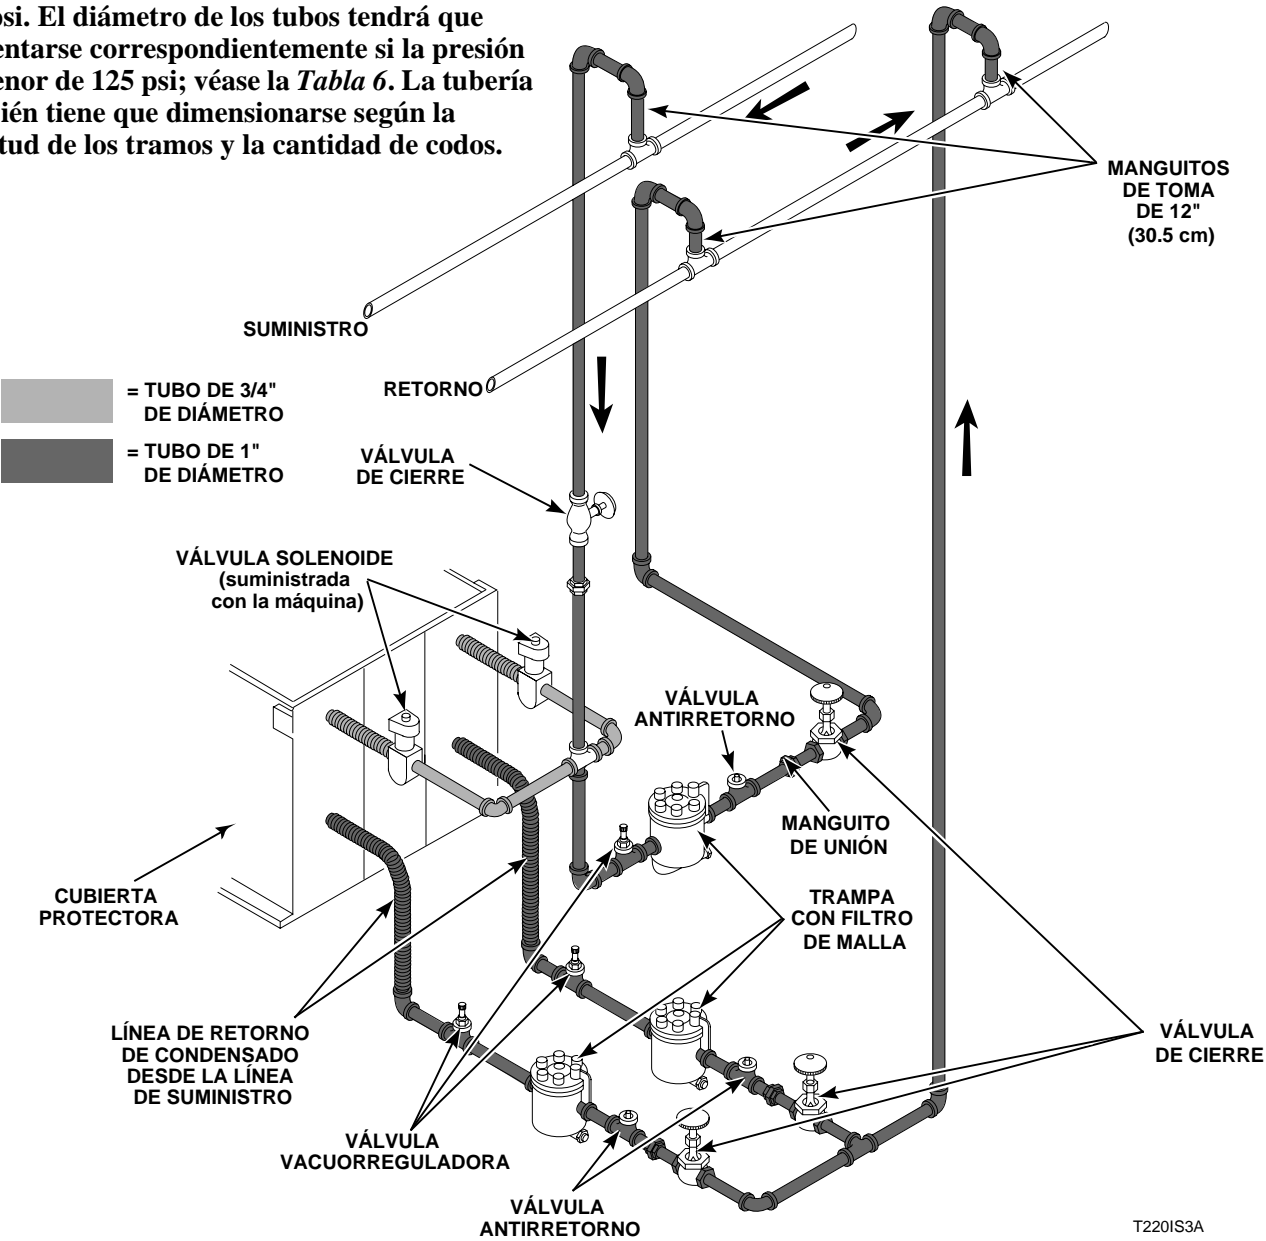 psi. El diámetro de los tubos tendrá que
entarse correspondientemente si la presión
enor de 125 psi; véase la Tabla 6. La tubería
ién tiene que dimensionarse según la
tud de los tramos y la cantidad de codos.
MANGUITOS
DE TOMA
DE 12"
(30.5 cm)
SUMINISTRO
RETORNO
= TUBO DE 3/4"
DE DIÁMETRO
= TUBO DE 1"
DE DIÁMETRO
VÁLVULA
DE CIERRE
VÁLVULA SOLENOIDE
(suministrada
con la máquina)
VÁLVULA
ANTIRRETORNO
MANGUITO
DE UNIÓN
CUBIERTA
PROTECTORA
TRAMPA
CON FILTRO
DE MALLA
LÍNEA DE RETORNO
DE CONDENSADO
DESDE LA LÍNEA
DE SUMINISTRO
VÁLVULA
DE CIERRE
VÁLVULA
VACUORREGULADORA
VÁLVULA
ANTIRRETORNO
T220IS3A